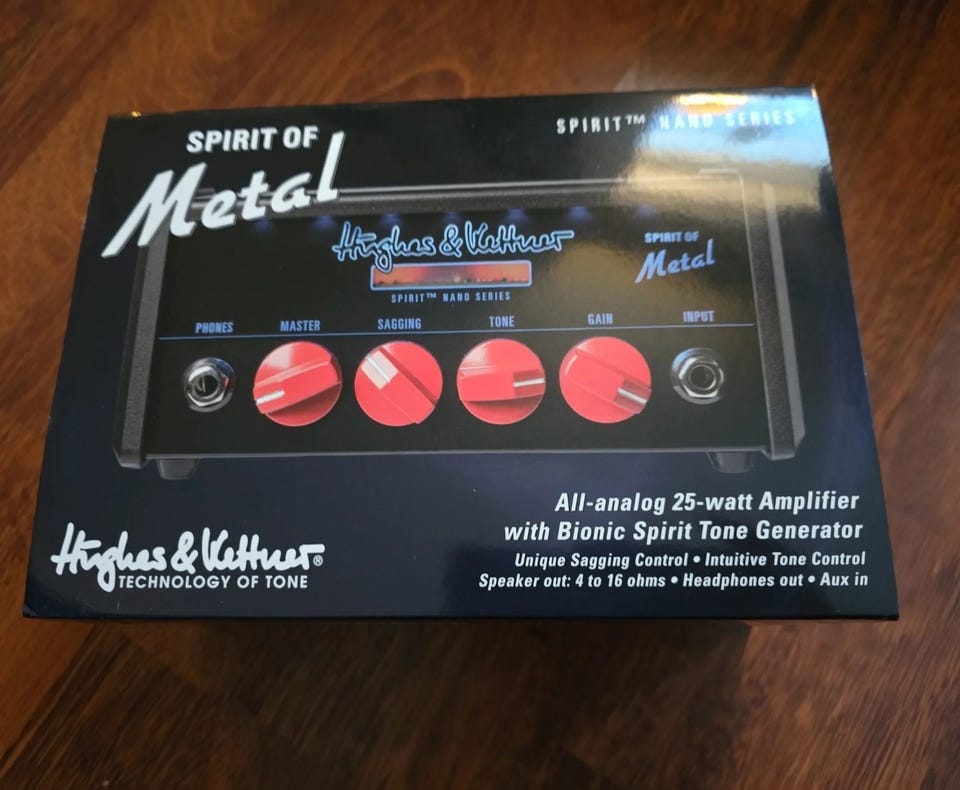 SPIRIT OF
Metal
SPIRIT™ NANO SERIES
Hughes & Kettner
SPIRIT™ NANO SERIES
SPIRIT OF
Metal
PHONES MASTER SAGGING TONE GAIN INPUT
All-analog 25-watt Amplifier
with Bionic Spirit Tone Generator
Unique Sagging Control • Intuitive Tone Control
Speaker out: 4 to 16 ohms • Headphones out • Aux in
Hughes & Kettner®
TECHNOLOGY OF TONE